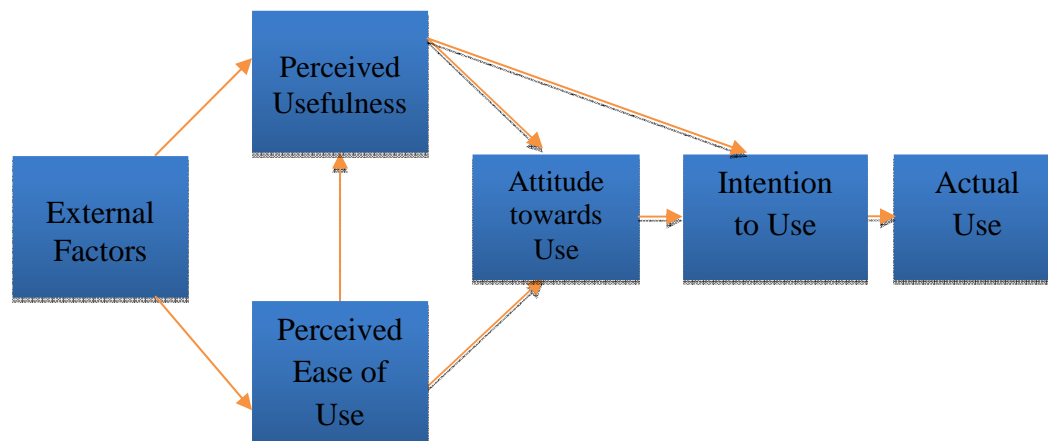 Perceived
Usefulness
External
Factors
Perceived
Ease of
Use
Attitude
towards
Use
Intention
to Use
Actual
Use